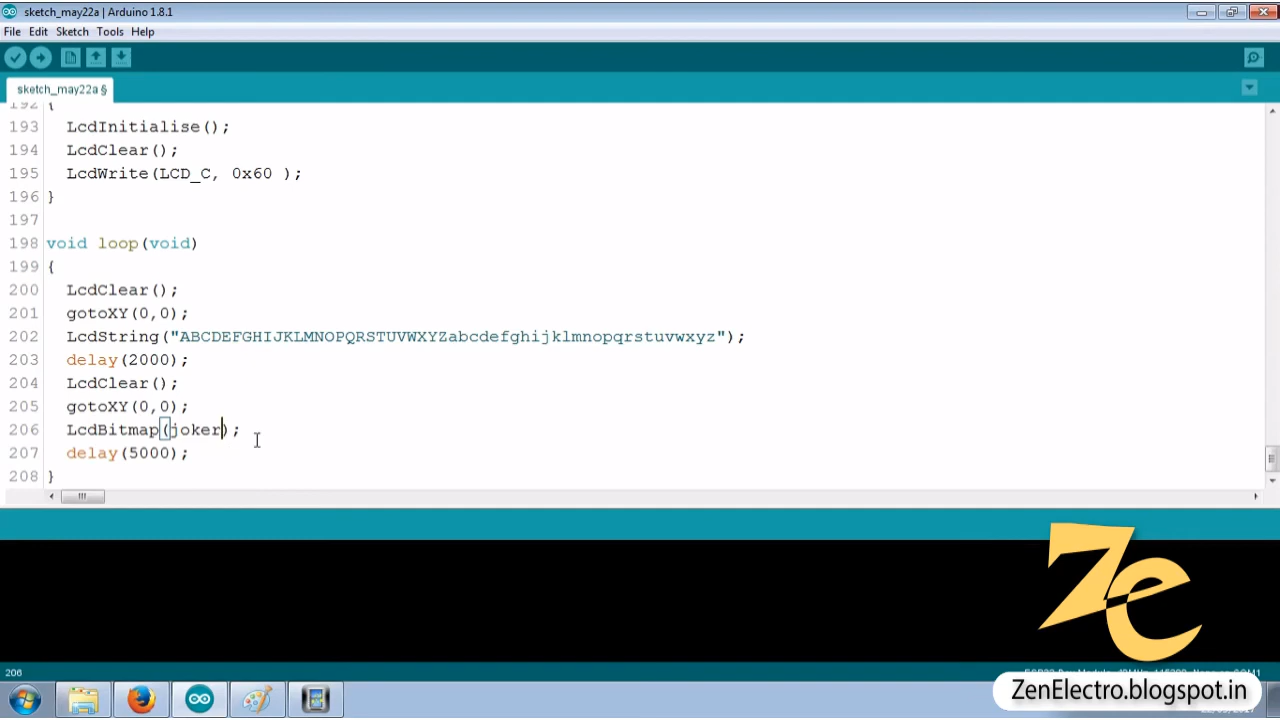 sketch_may22a | Arduino 1.8.1
File Edit Sketch Tools Help
sketch_may22a §
192 {
193 LcdInitialise();
194 LcdClear();
195 LcdWrite(LCD_C, 0x60 );
196 }
197
198 void loop(void)
199 {
200 LcdClear();
201 gotoXY(0,0);
202 LcdString("ABCDEFGHIJKLMNOPQRSTUVWXYZabcdefghijklmnopqrstuvwxyz");
203 delay(2000);
204 LcdClear();
205 gotoXY(0,0);
206 LcdBitmap(joker);
207 delay(5000);
208 }
Ze
206
ZenElectro.blogspot.in